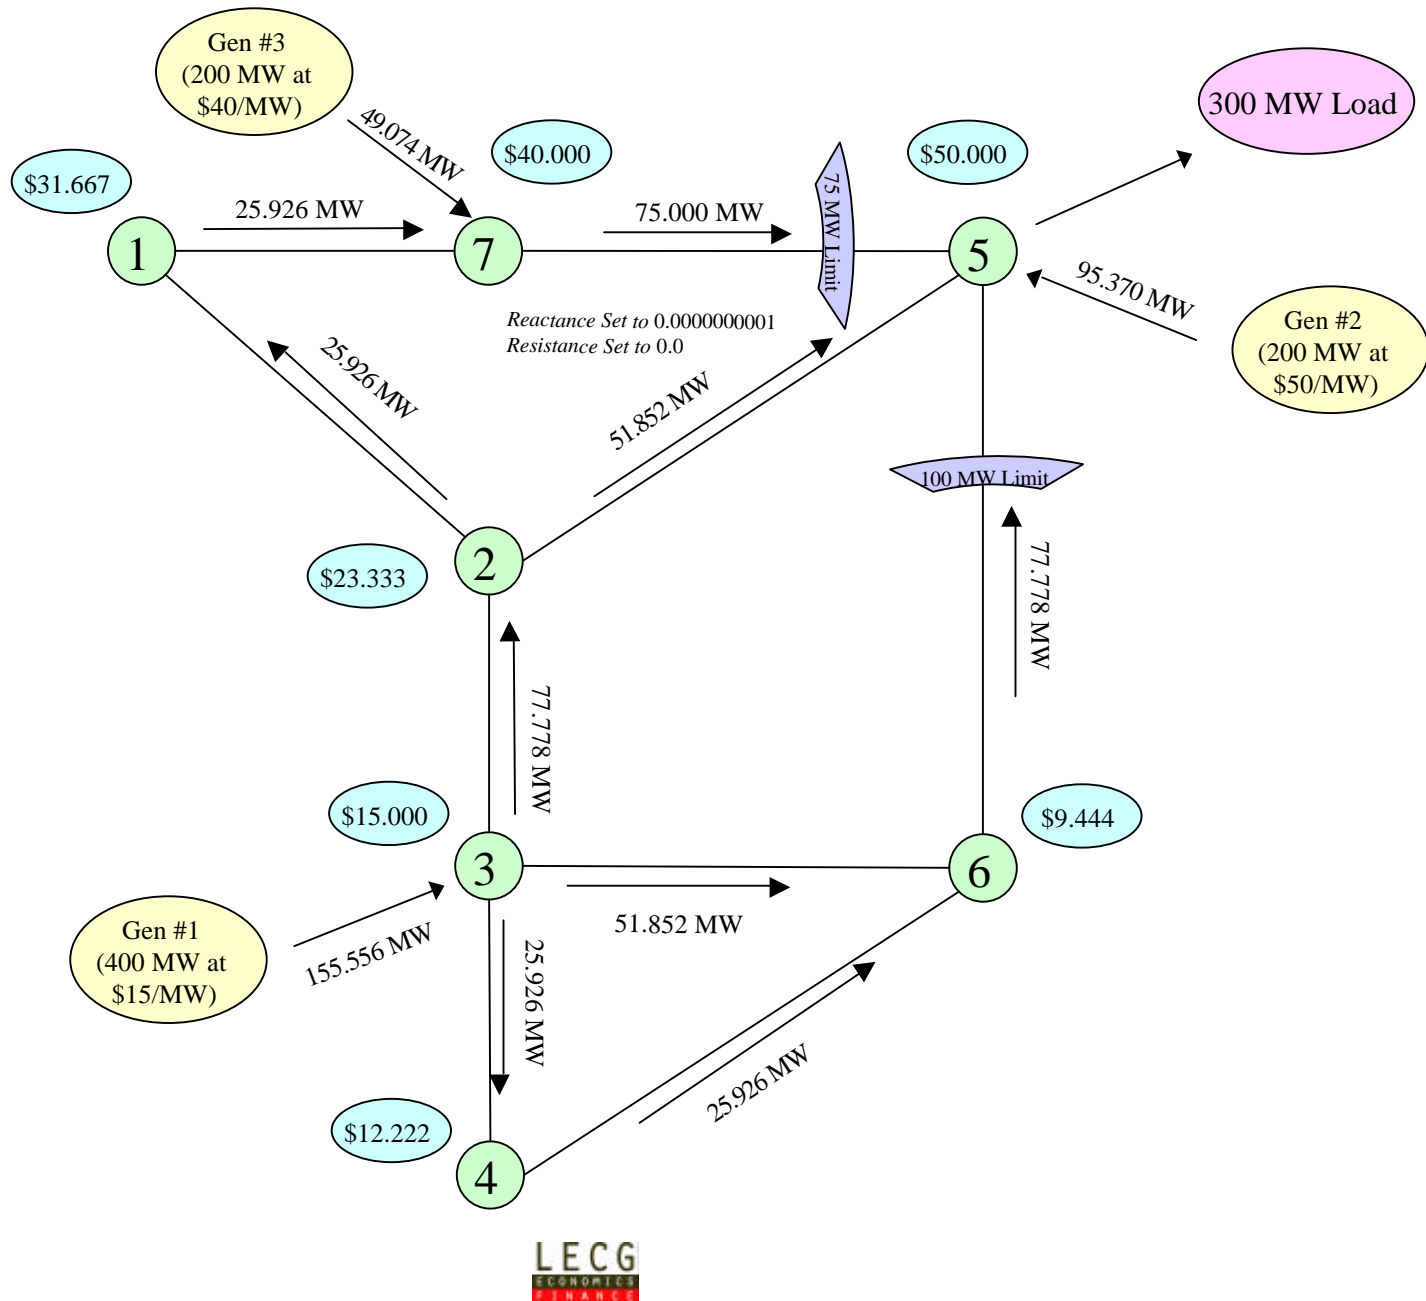 Gen #3
(200 MW at
$40/MW)
49.074 MW
$40.000
$50.000
300 MW Load
$31.667
25.926 MW
75.000 MW
75 MW Limit
1
7
5
95.370 MW
Reactance Set to 0.0000000001
Resistance Set to 0.0
Gen #2
(200 MW at
$50/MW)
25.926 MW
51.852 MW
100 MW Limit
2
$23.333
77.778 MW
77.778 MW
$15.000
$9.444
3
6
51.852 MW
Gen #1
(400 MW at
$15/MW)
155.556 MW
25.926 MW
25.926 MW
$12.222
4
LECG
ECONOMICS
FINANCE